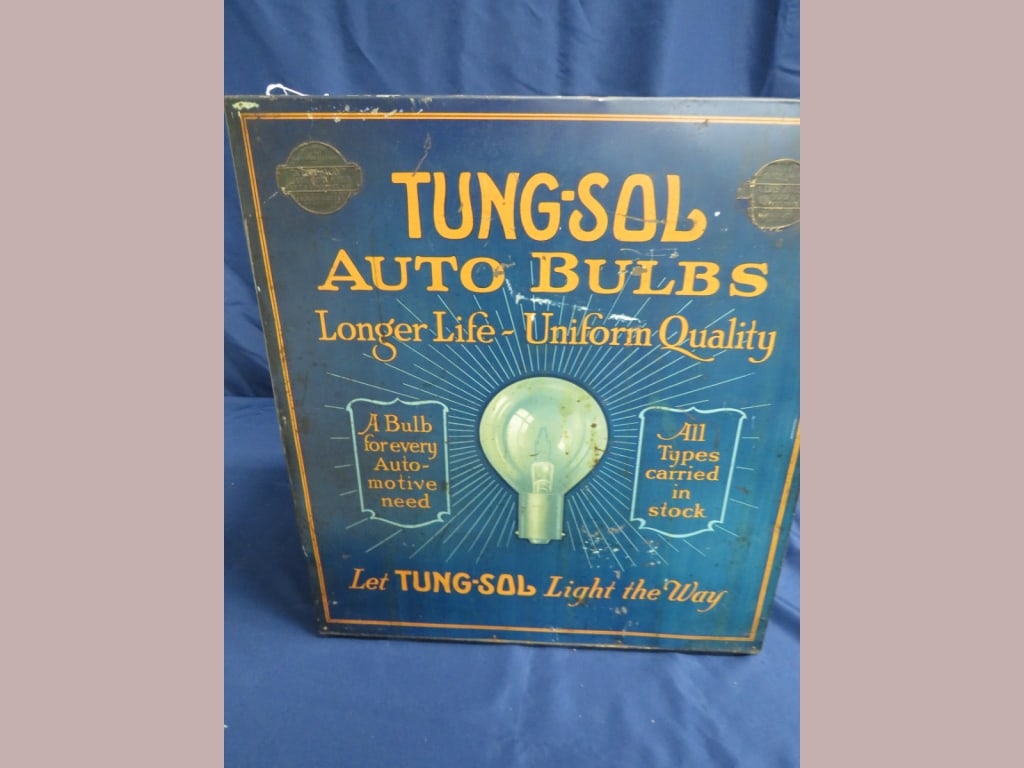 TUNG-SOL
AUTO BULBS
Longer Life - Uniform Quality
A Bulb
for every
Auto-
motive
need
All
Types
carried
in
stock
Let TUNG-SOL Light the Way